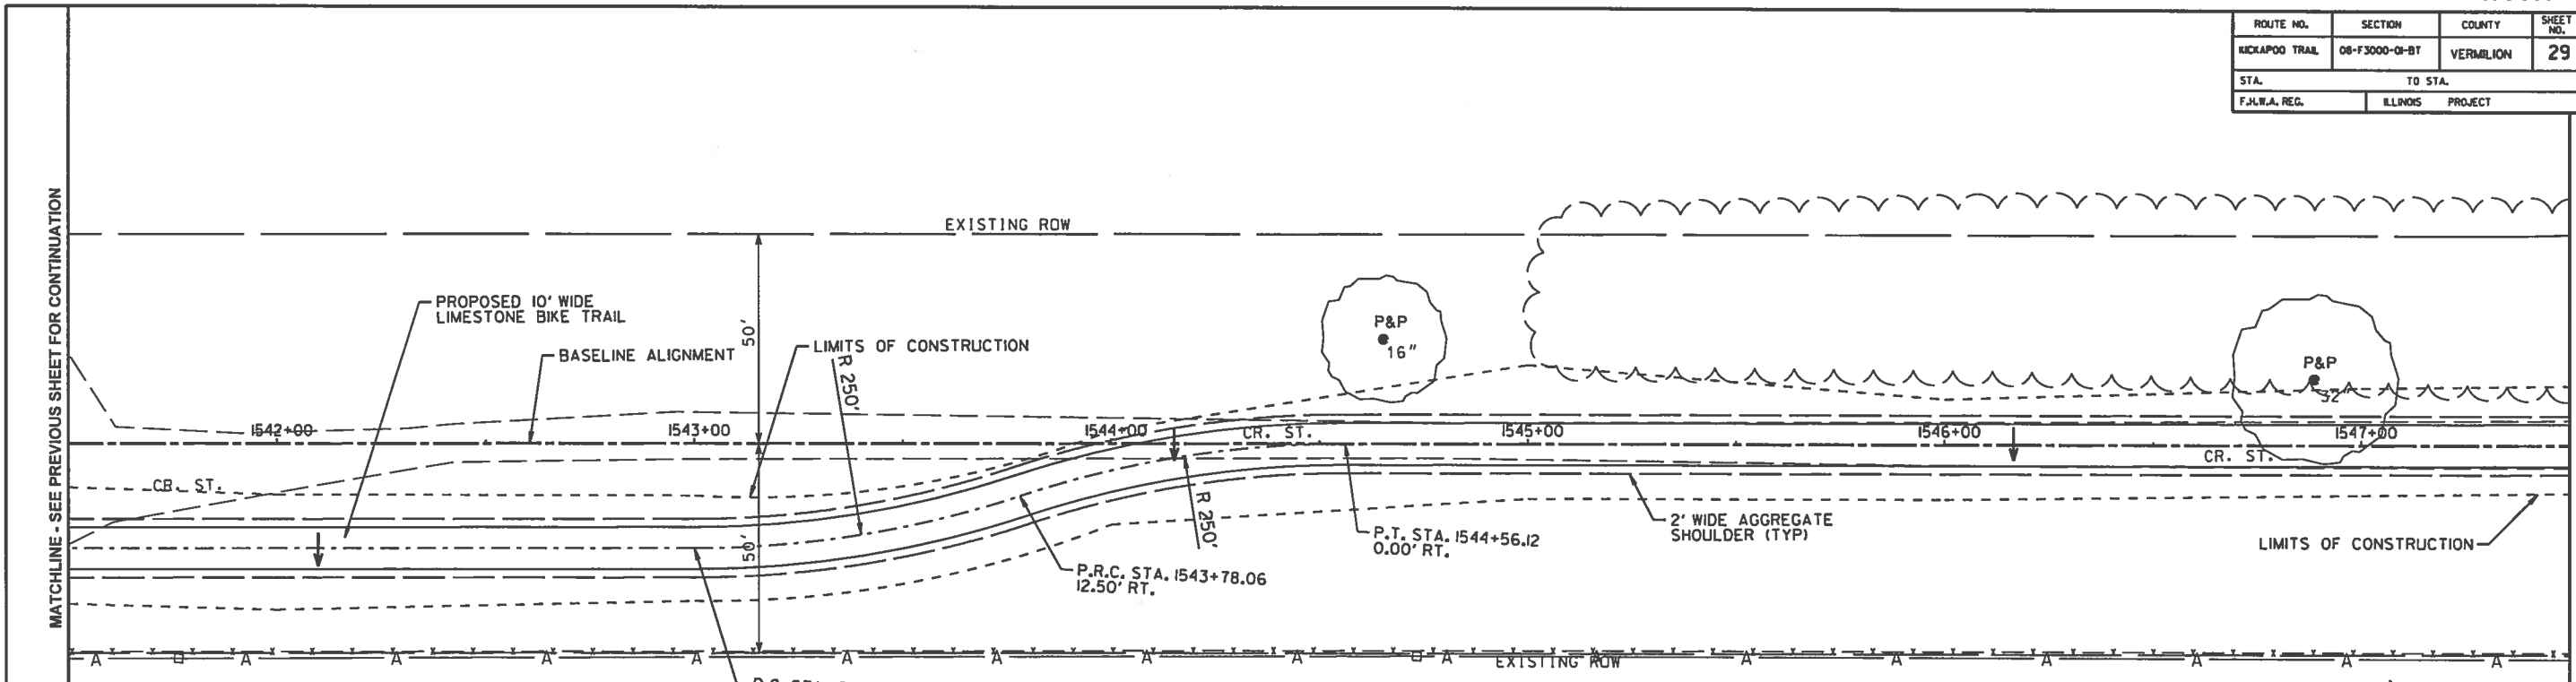 ROUTE NO.
SECTION
COUNTY
SHEET NO.
KICKAPOO TRAIL
08-F3000-01-BT
VERMILION
29
STA.
TO STA.
F.H.W.A. REG.
ILLINOIS
PROJECT
MATCHLINE - SEE PREVIOUS SHEET FOR CONTINUATION
EXISTING ROW
PROPOSED 10' WIDE
LIMESTONE BIKE TRAIL
BASELINE ALIGNMENT
50'
LIMITS OF CONSTRUCTION
R 250'
P&P
16"
P&P
32"
1542+00
1543+00
1544+00
CR. ST.
1545+00
1546+00
1547+00
CR. ST.
CR. ST.
50'
R 250'
P.R.C. STA. 1543+78.06
12.50' RT.
P.T. STA. 1544+56.12
0.00' RT.
2' WIDE AGGREGATE
SHOULDER (TYP)
LIMITS OF CONSTRUCTION
A A A A A A A A A A A A A A A A
EXISTING ROW